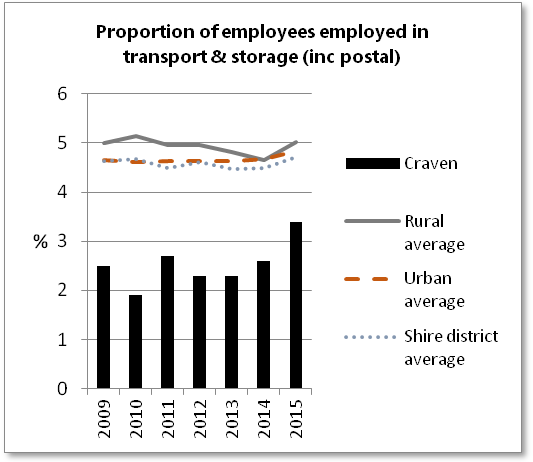 Proportion of employees employed in
transport & storage (inc postal)
6
5
4
3
2
1
0
%
2009
2010
2011
2012
2013
2014
2015
Craven
Rural
average
Urban
average
Shire district
average